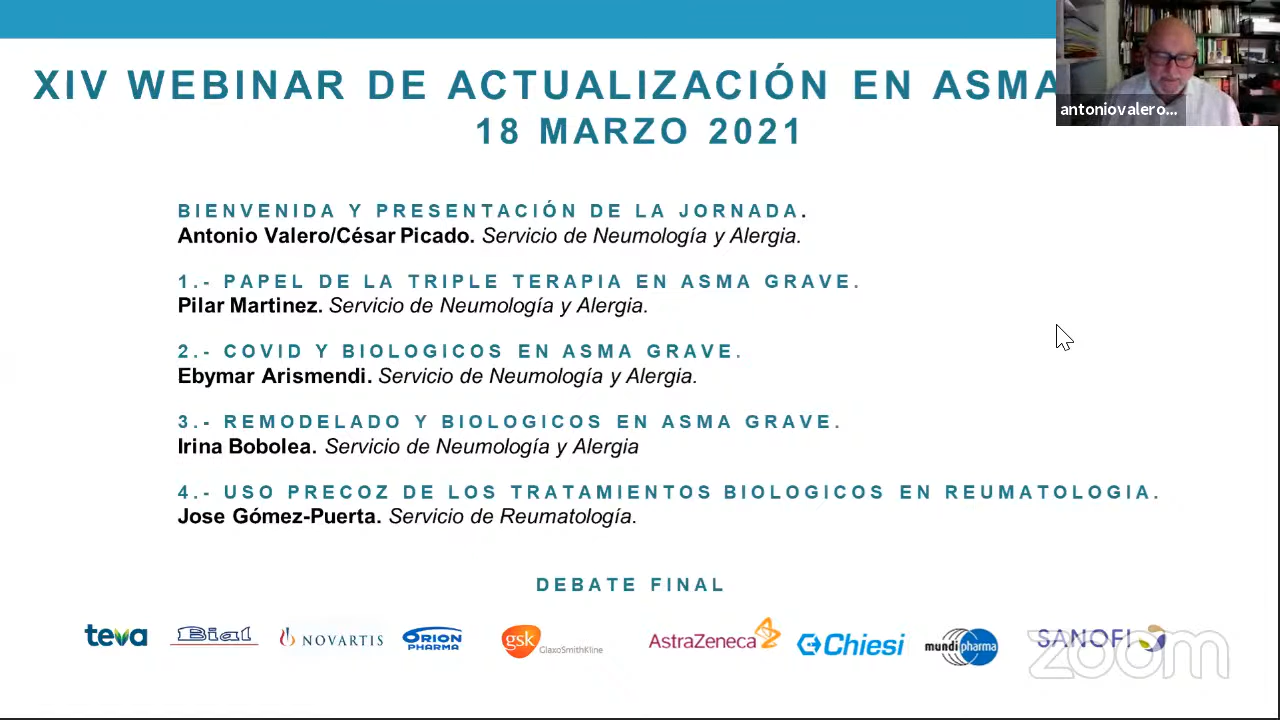 XIV WEBINAR DE ACTUALIZACIÓN EN ASMA
18 MARZO 2021
antoniovalero...
BIENVENIDA Y PRESENTACIÓN DE LA JORNADA.
Antonio Valero/César Picado. Servicio de Neumología y Alergia.
1.- PAPEL DE LA TRIPLE TERAPIA EN ASMA GRAVE.
Pilar Martinez. Servicio de Neumología y Alergia.
2.- COVID Y BIOLOGICOS EN ASMA GRAVE.
Ebymar Arismendi. Servicio de Neumología y Alergia.
3.- REMODELADO Y BIOLOGICOS EN ASMA GRAVE.
Irina Bobolea. Servicio de Neumología y Alergia
4.- USO PRECOZ DE LOS TRATAMIENTOS BIOLOGICOS EN REUMATOLOGIA.
Jose Gómez-Puerta. Servicio de Reumatología.
DEBATE FINAL
teva Bial NOVARTIS ORION PHARMA gsk GlaxoSmithKline AstraZeneca Chiesi mundipharma SANOFI
zoom